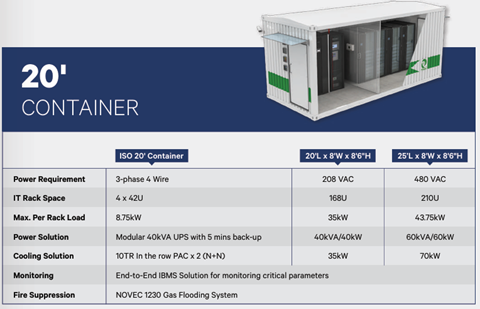 20'
CONTAINER
ISO 20' Container 20'L x 8'W x 8'6"H 25'L x 8'W x 8'6"H
Power Requirement 3-phase 4 Wire 208 VAC 480 VAC
IT Rack Space 4 x 42U 168U 210U
Max. Per Rack Load 8.75kW 35kW 43.75kW
Power Solution Modular 40kVA UPS with 5 mins back-up 40kVA/40kW 60kVA/60kW
Cooling Solution 10TR In the row PAC x 2 (N+N) 35kW 70kW
Monitoring End-to-End IBMS Solution for monitoring critical parameters
Fire Suppression NOVEC 1230 Gas Flooding System